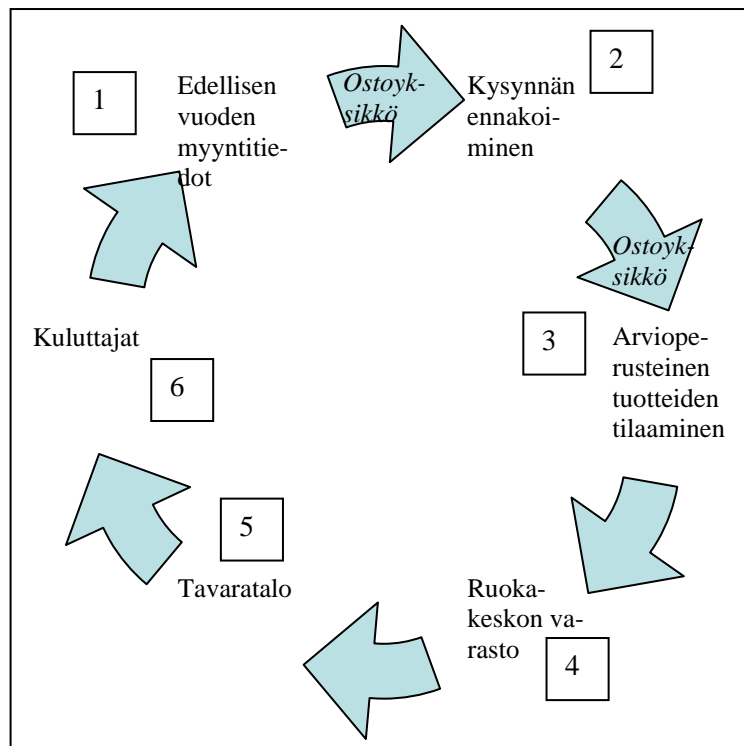 1
Edellisen
vuoden
myyntitie-
dot
Ostoyk-
sikkö
Kysynnän
ennakoi-
minen
2
Ostoyk-
sikkö
3
Arviope-
rusteinen
tuotteiden
tilaaminen
Ruoka-
keskon va-
rasto
4
5
Tavaratalo
Kuluttajat
6